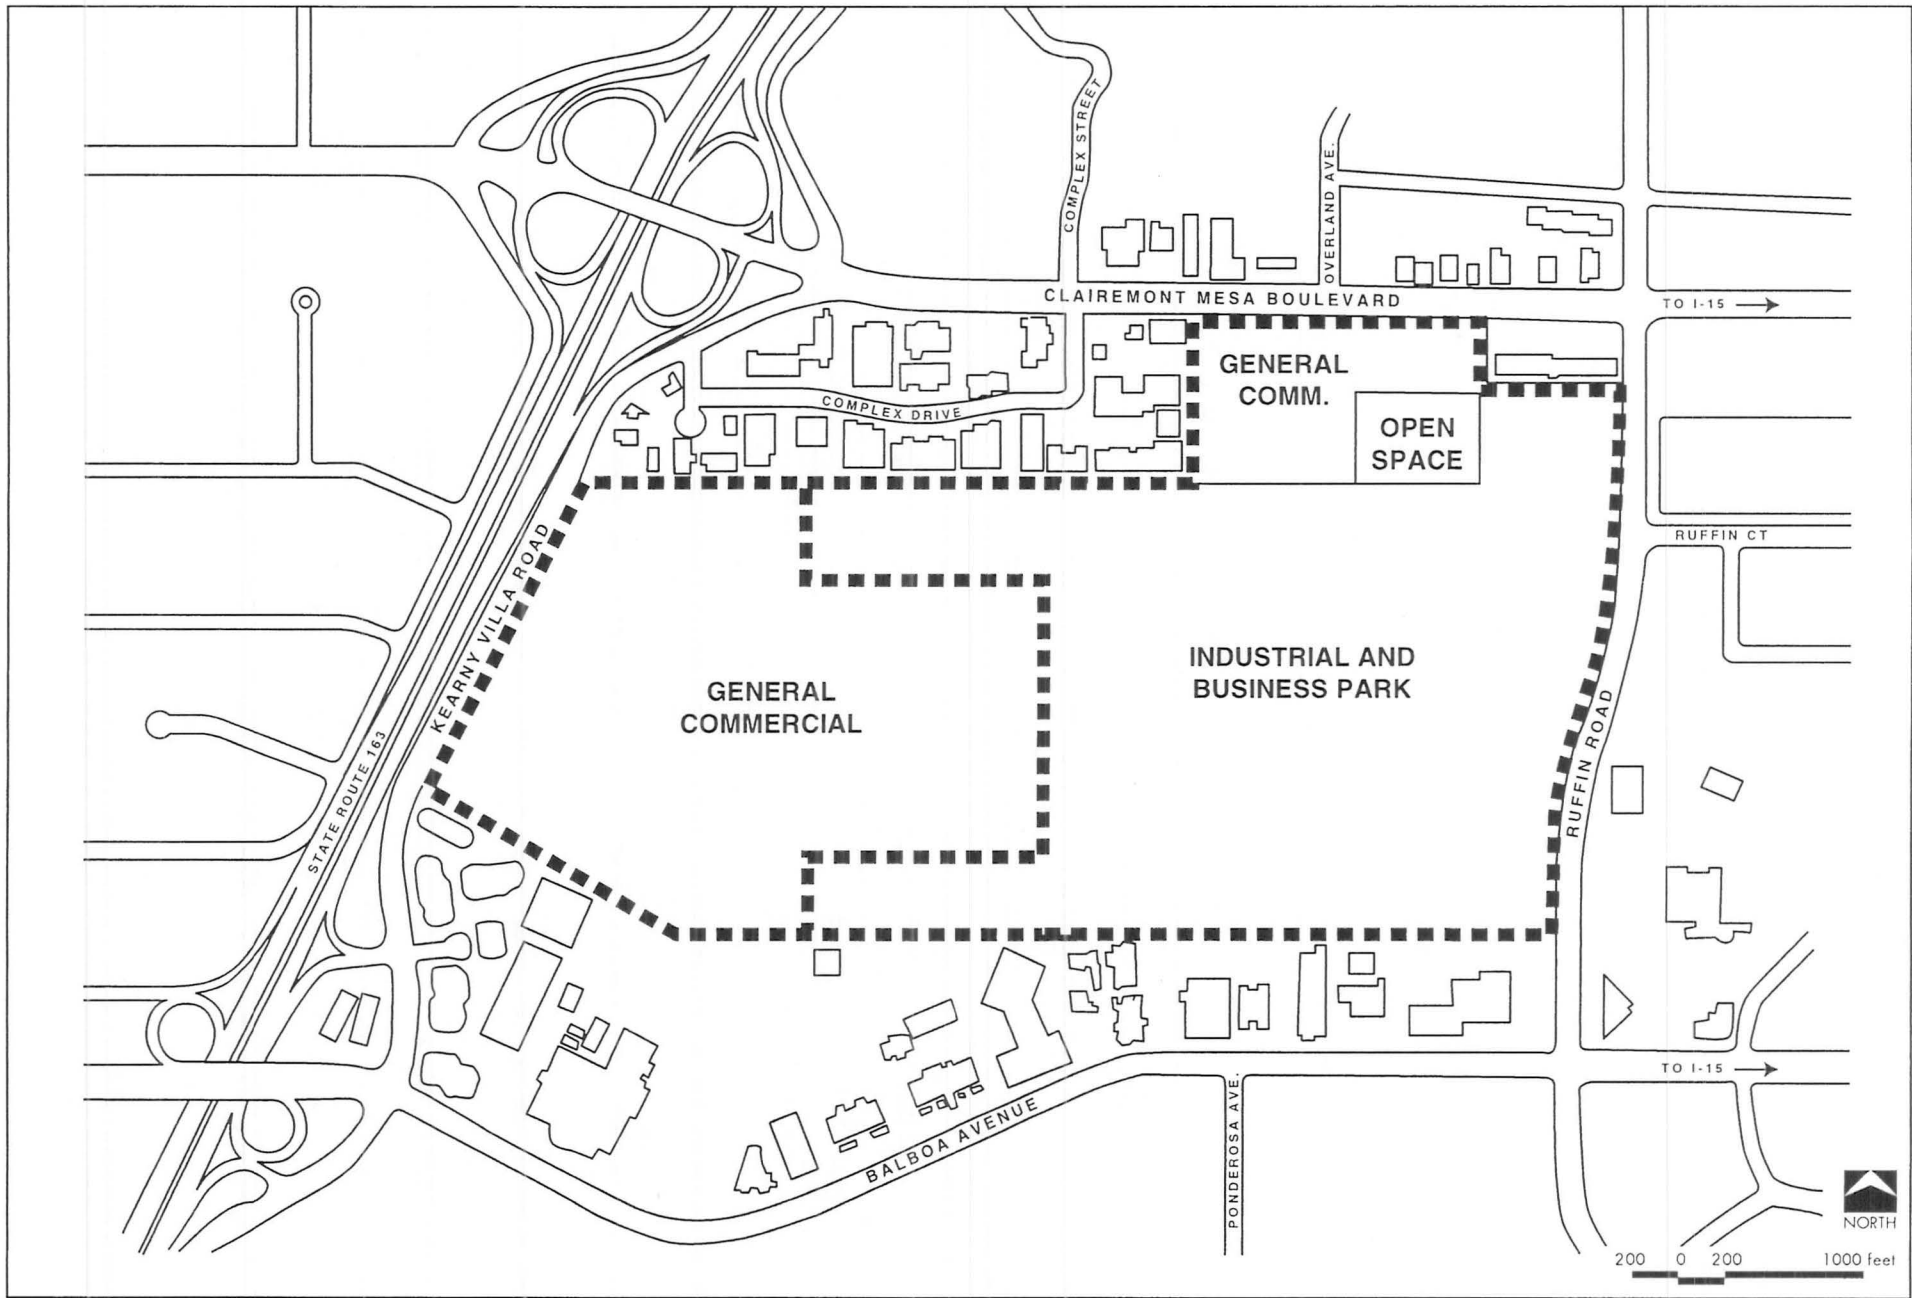 COMPLEX STREET
OVERLAND AVE.
CLAIREMONT MESA BOULEVARD
TO I-15
GENERAL
COMM.
COMPLEX DRIVE
OPEN
SPACE
KEARNY VILLA ROAD
RUFFIN CT
INDUSTRIAL AND
BUSINESS PARK
GENERAL
COMMERCIAL
STATE ROUTE 163
RUFFIN ROAD
TO I-15
BALBOA AVENUE
PONDEROSA AVE.
NORTH
200 0 200 1000 feet